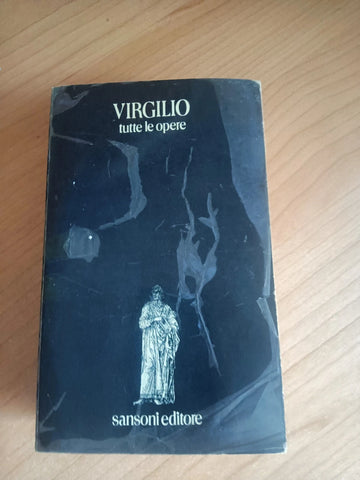 VIRGILIO
tutte le opere
sansoni editore